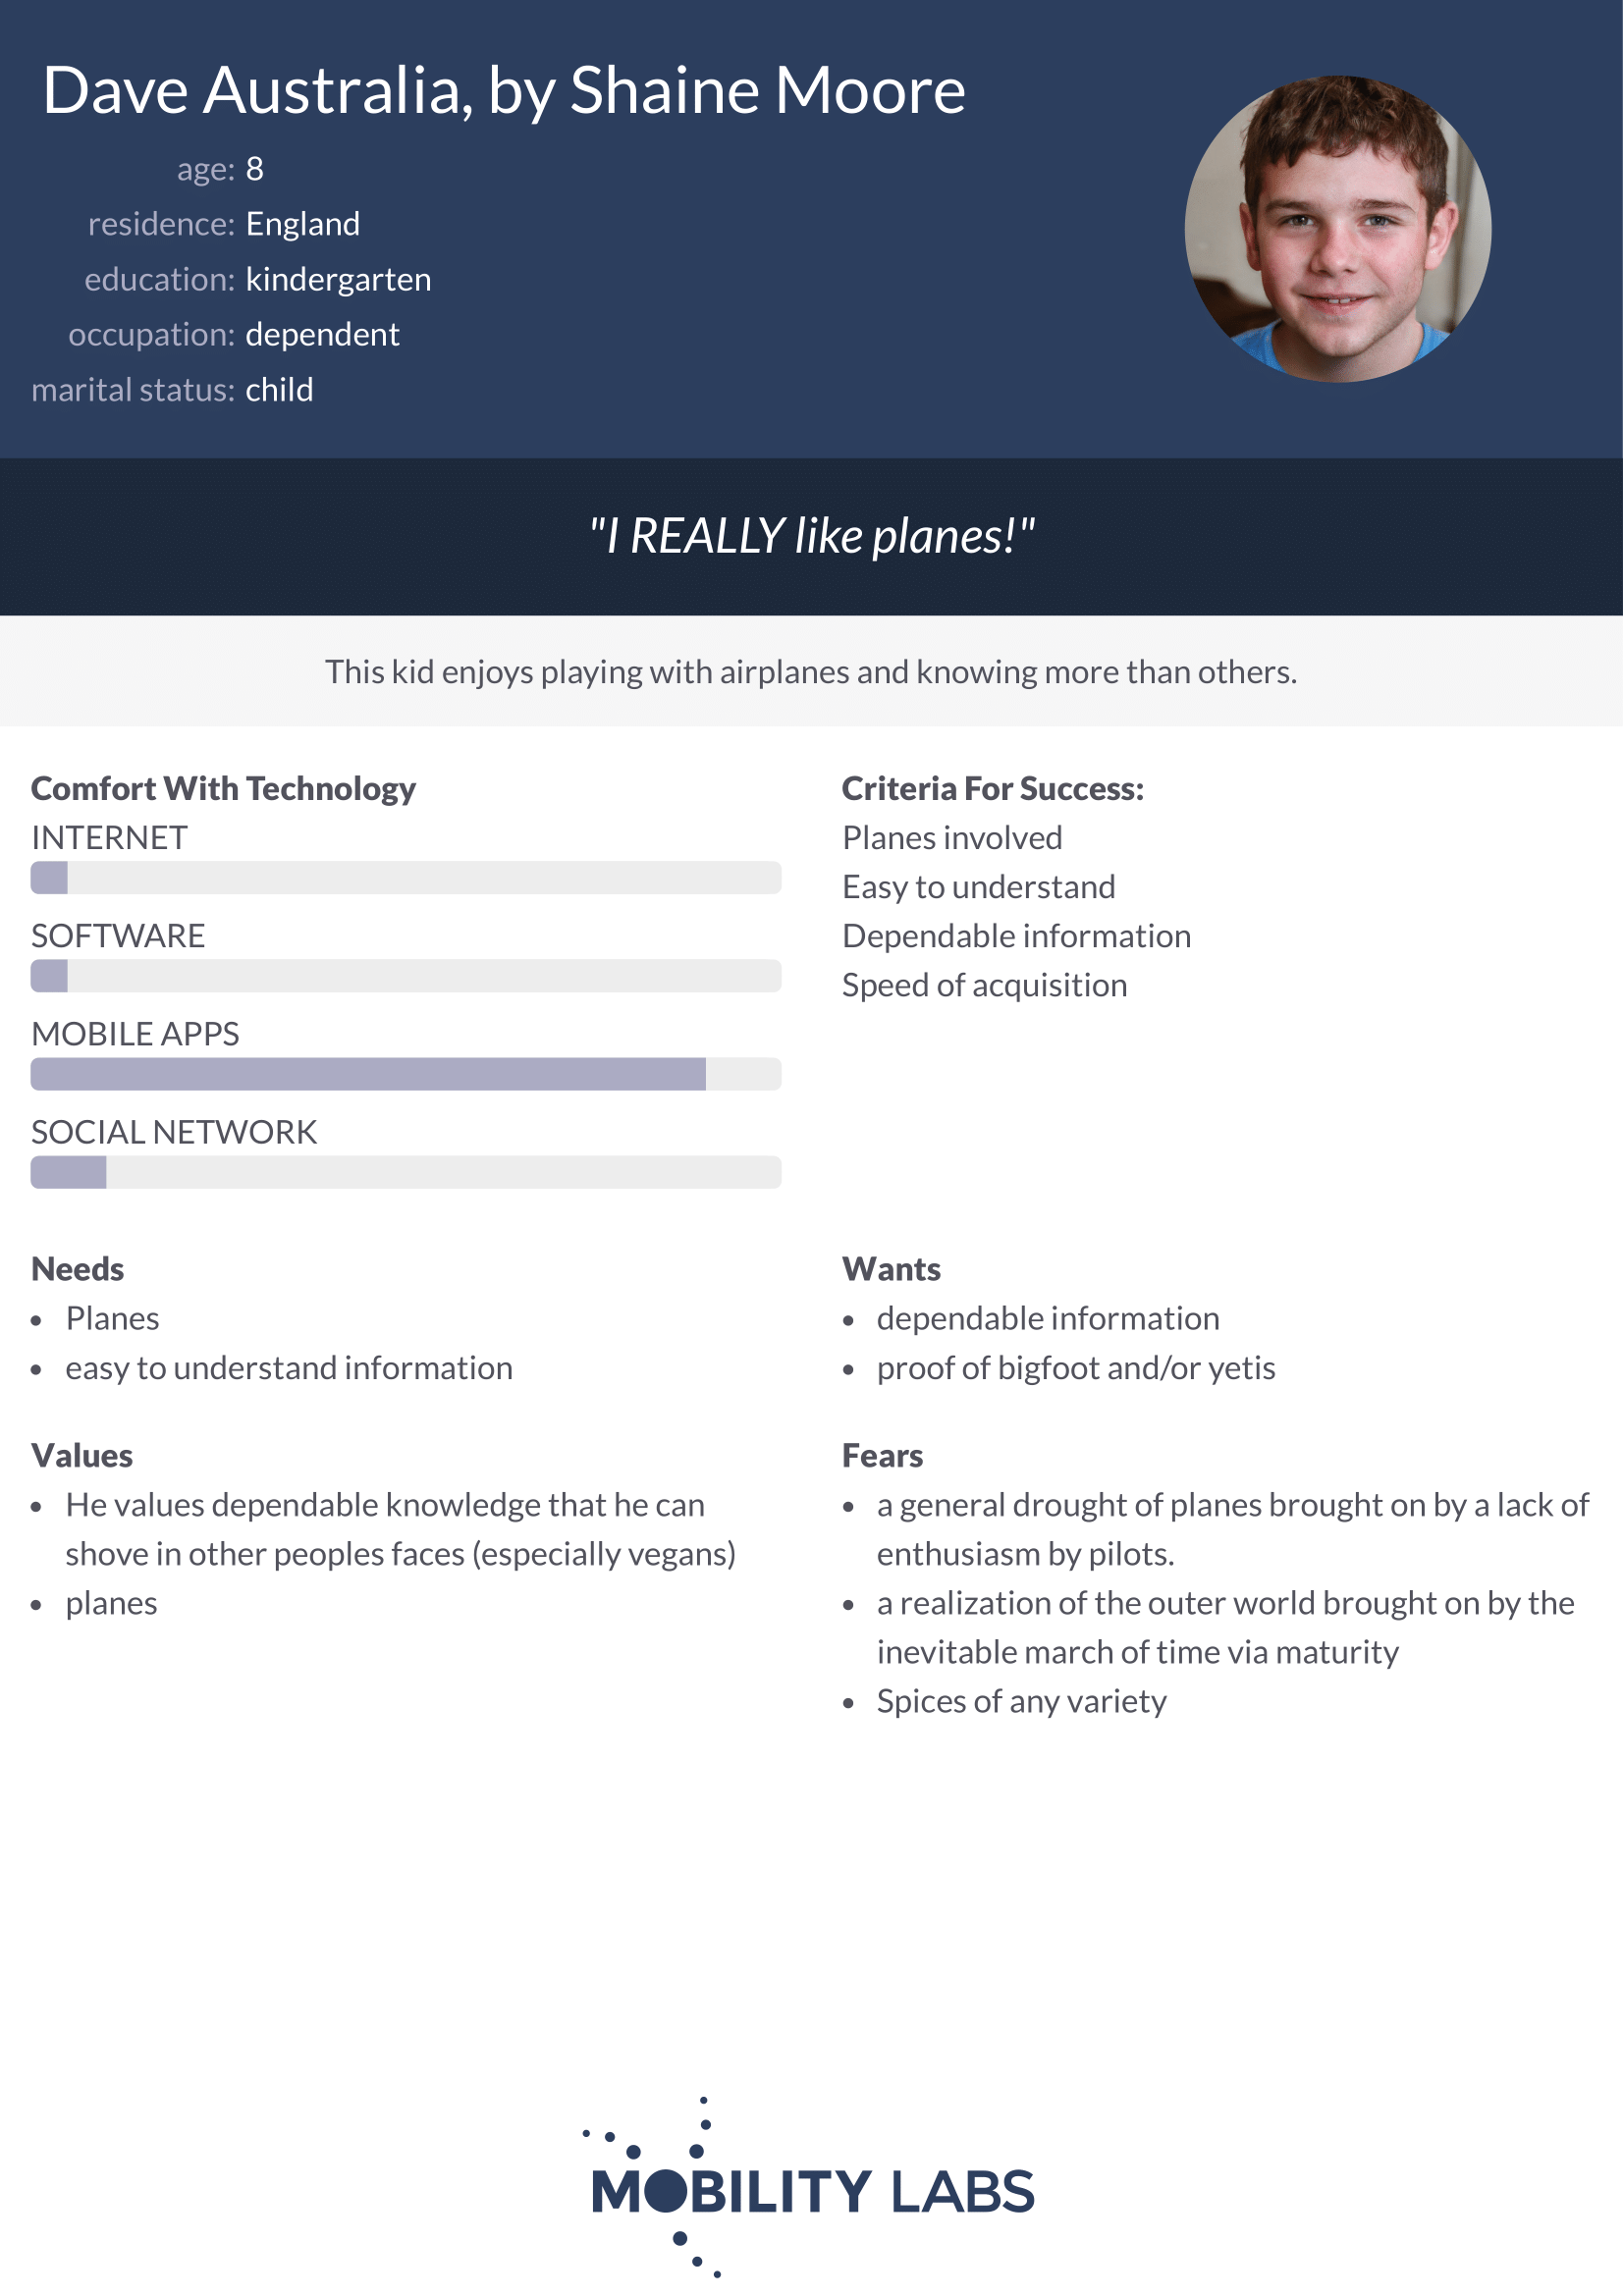 Dave Australia, by Shaine Moore
age: 8
residence: England
education: kindergarten
occupation: dependent
marital status: child
"I REALLY like planes!"
This kid enjoys playing with airplanes and knowing more than others.
Comfort With Technology
INTERNET
SOFTWARE
MOBILE APPS
SOCIAL NETWORK
Criteria For Success:
Planes involved
Easy to understand
Dependable information
Speed of acquisition
Needs
• Planes
• easy to understand information
Wants
• dependable information
• proof of bigfoot and/or yetis
Values
• He values dependable knowledge that he can
shove in other peoples faces (especially vegans)
• planes
Fears
• a general drought of planes brought on by a lack of
enthusiasm by pilots.
• a realization of the outer world brought on by the
inevitable march of time via maturity
• Spices of any variety
MOBILITY LABS